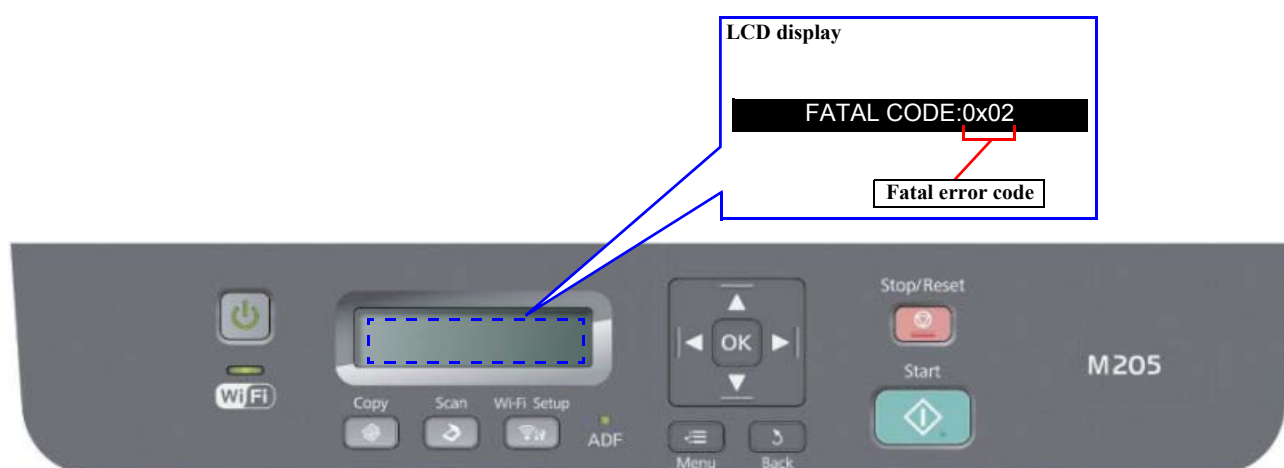 LCD display
FATAL CODE:0x02
Fatal error code
Stop/Reset
OK
M205
Start
WiFi
Copy Scan Wi-Fi Setup
ADF
Menu Back